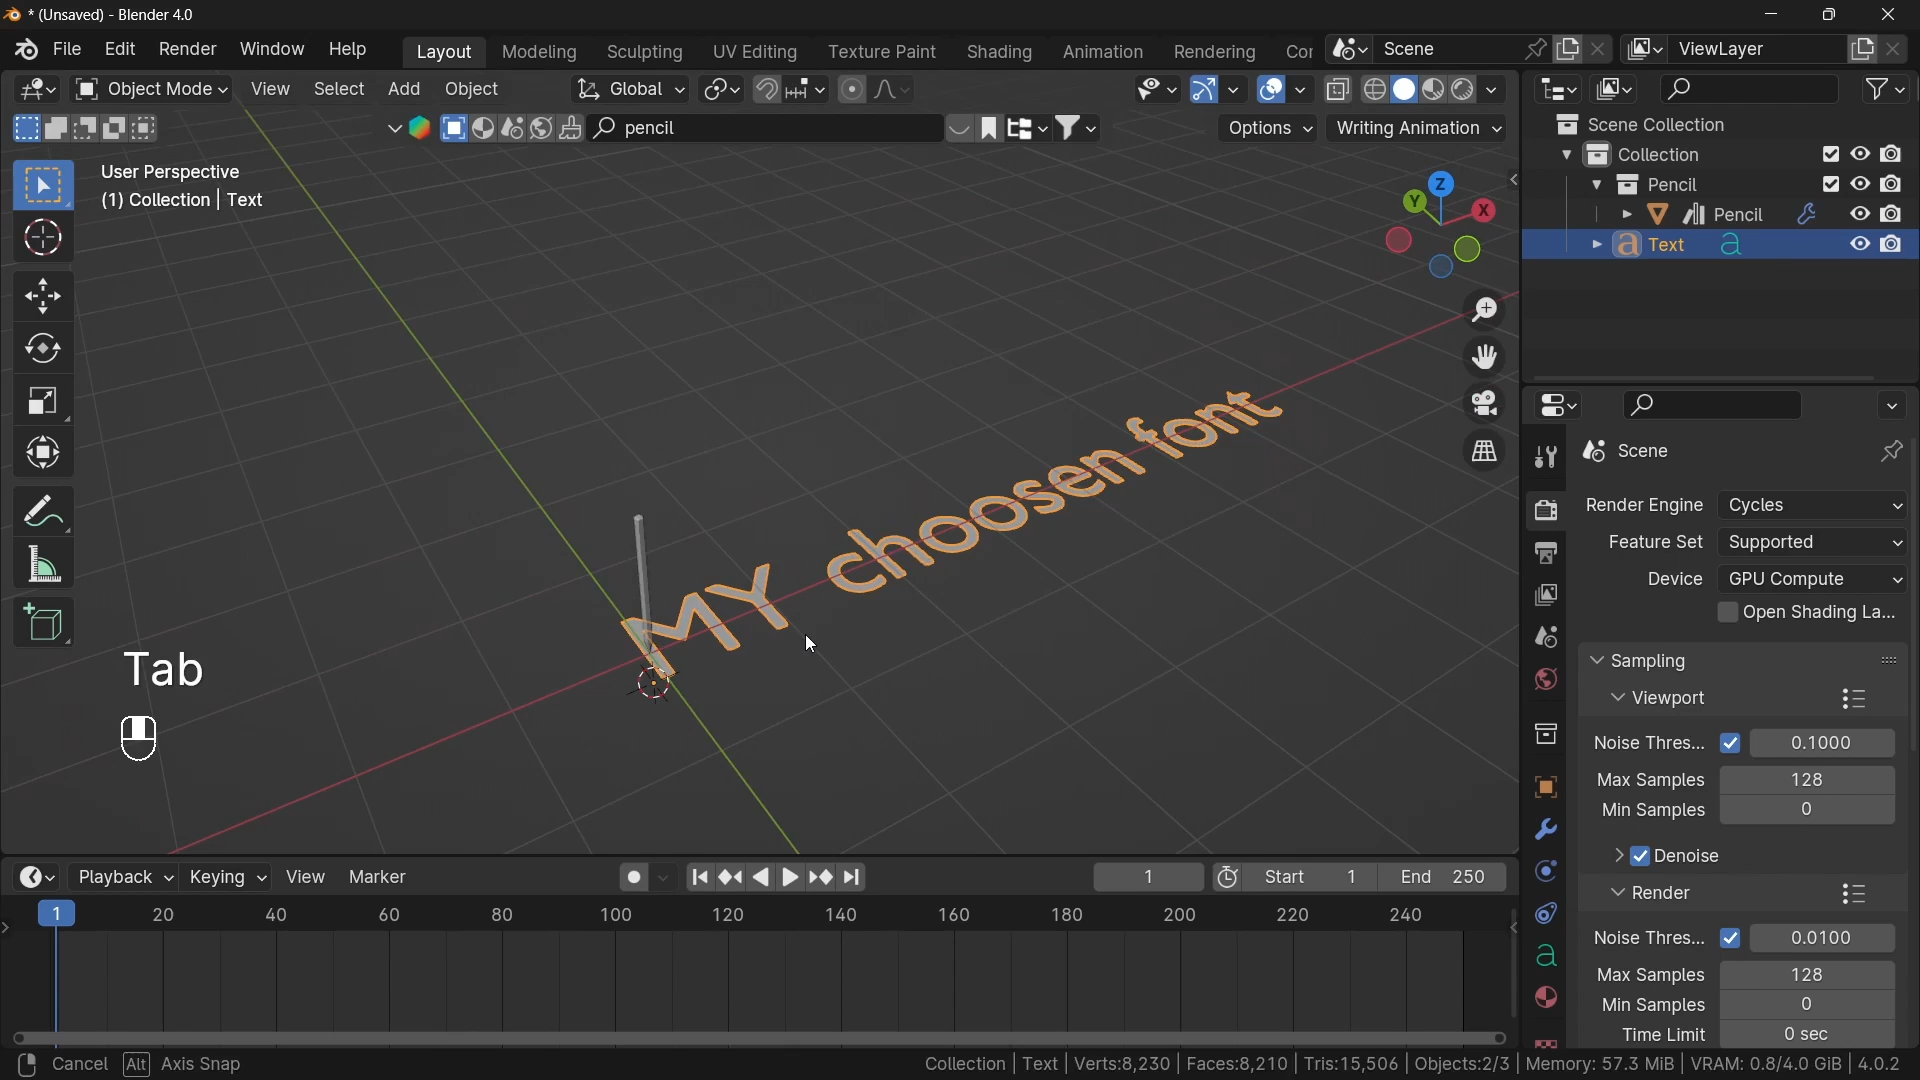 * (Unsaved) - Blender 4.0
File Edit Render Window Help Layout Modeling Sculpting UV Editing Texture Paint Shading Animation Rendering Cor Scene ViewLayer
Object Mode View Select Add Object Global
pencil Options Writing Animation
User Perspective
(1) Collection | Text
Z
Y X
MY choosen font
Tab
Scene Collection
Collection
Pencil
Pencil
Text
Scene
Render Engine Cycles
Feature Set Supported
Device GPU Compute
Open Shading La...
Sampling
Viewport
Noise Thres... 0.1000
Max Samples 128
Min Samples 0
Denoise
Render
Noise Thres... 0.0100
Max Samples 128
Min Samples 0
Time Limit 0 sec
Playback Keying View Marker 1 Start 1 End 250
1 20 40 60 80 100 120 140 160 180 200 220 240
Cancel Alt Axis Snap Collection | Text | Verts:8,230 | Faces:8,210 | Tris:15,506 | Objects:2/3 | Memory: 57.3 MiB | VRAM: 0.8/4.0 GiB | 4.0.2